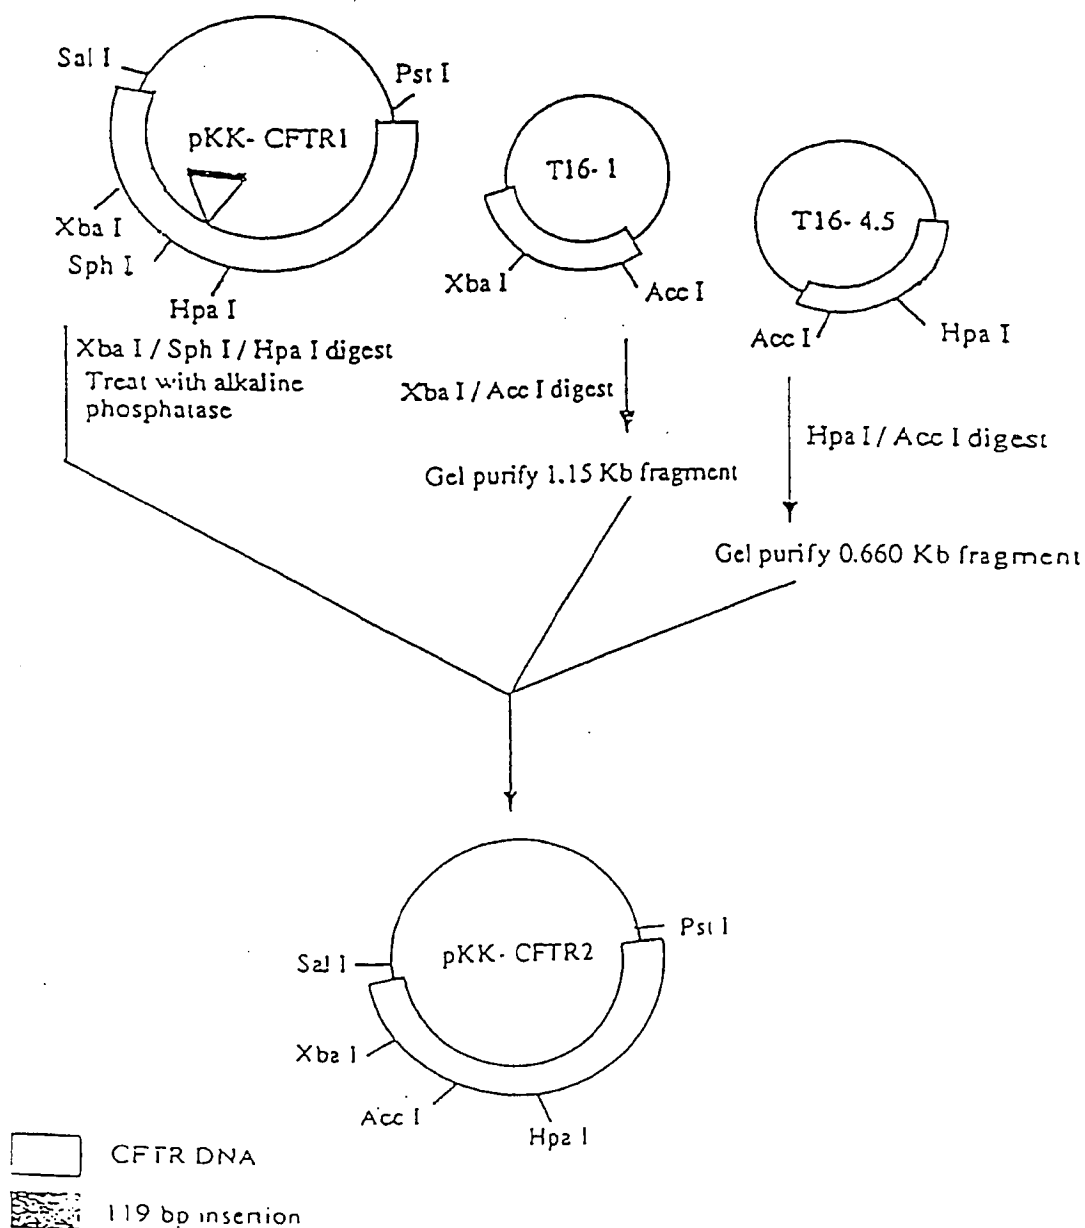 Sal I
Pst I
pKK- CFTR1
Xba I
Sph I
Hpa I
T16- 1
Xba I
Acc I
T16- 4.5
Acc I
Hpa I
Xba I / Sph I / Hpa I digest
Treat with alkaline
phosphatase
Xba I / Acc I digest
Hpa I / Acc I digest
Gel purify 1.15 Kb fragment
Gel purify 0.660 Kb fragment
pKK- CFTR2
Sal I
Pst I
Xba I
Acc I
Hpa I
CFTR DNA
119 bp insertion